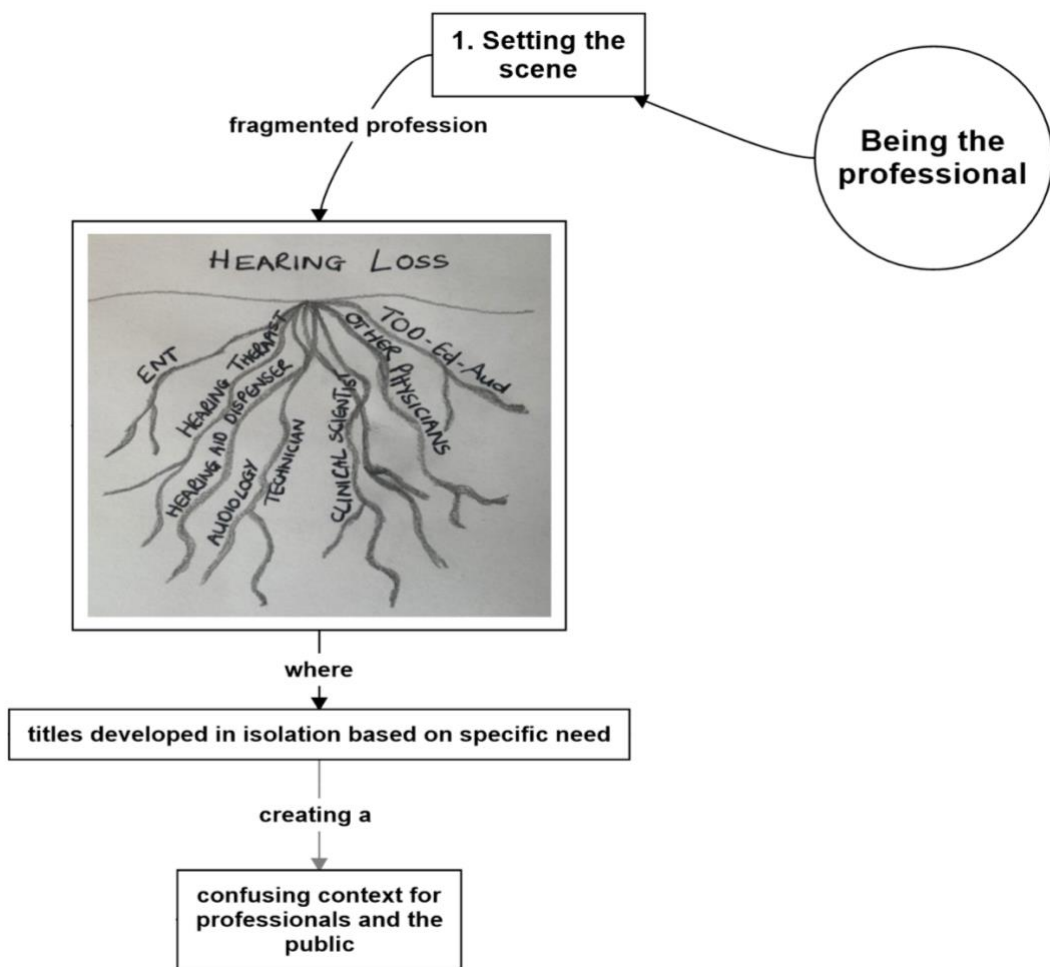 1. Setting the
scene
Being the
professional
fragmented profession
HEARING LOSS
ENT
HEARING THERAPIST
HEARING AID DISPENSER
AUDIOLOGY
TECHNICIAN
CLINICAL SCIENTIST
OTHER PHYSICIANS
TOD-Ed-Aud
where
titles developed in isolation based on specific need
creating a
confusing context for
professionals and the
public